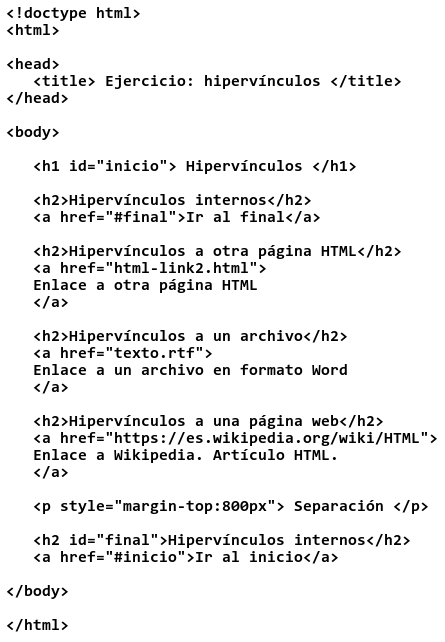 <!doctype html>
<html>
<head>
<title> Ejercicio: hipervínculos </title>
</head>
<body>
<h1 id="inicio"> Hipervínculos </h1>
<h2>Hipervínculos internos</h2>
<a href="#final">Ir al final</a>
<h2>Hipervínculos a otra página HTML</h2>
<a href="html-link2.html">
Enlace a otra página HTML
</a>
<h2>Hipervínculos a un archivo</h2>
<a href="texto.rtf">
Enlace a un archivo en formato Word
</a>
<h2>Hipervínculos a una página web</h2>
<a href="https://es.wikipedia.org/wiki/HTML">
Enlace a Wikipedia. Artículo HTML.
</a>
<p style="margin-top:800px"> Separación </p>
<h2 id="final">Hipervínculos internos</h2>
<a href="#inicio">Ir al inicio</a>
</body>
</html>